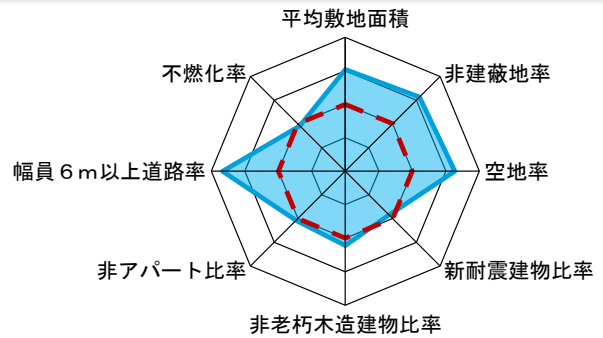 平均敷地面積
不燃化率
非建蔽地率
幅員６ｍ以上道路率
空地率
非アパート比率
新耐震建物比率
非老朽木造建物比率